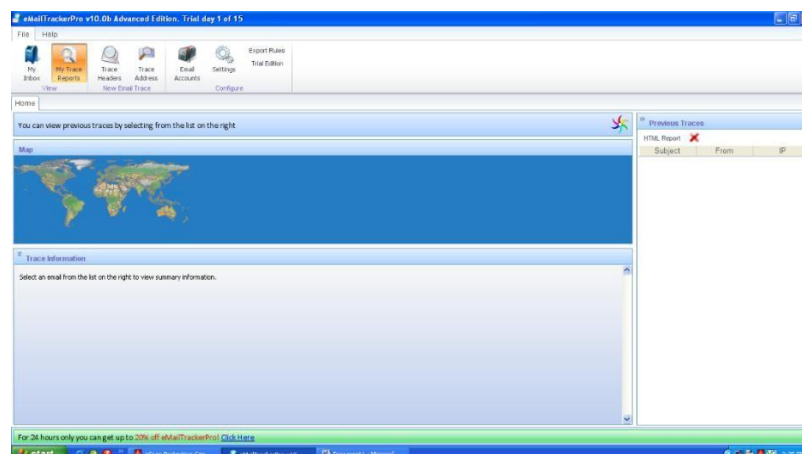 eMailTrackerPro v10.0b Advanced Edition. Trial day 1 of 15
File Help
My Inbox
My Trace Reports
Trace Headers
Trace Address
Email Accounts
Settings
Export Rules
Trial Edition
View
New Email Trace
Configure
Home
You can view previous traces by selecting from the list on the right
Previous Traces
HTML Report
Subject From IP
Map
Trace Information
Select an email from the list on the right to view summary information.
For 24 hours only you can get up to 20% off eMailTrackerPro! Click Here
start